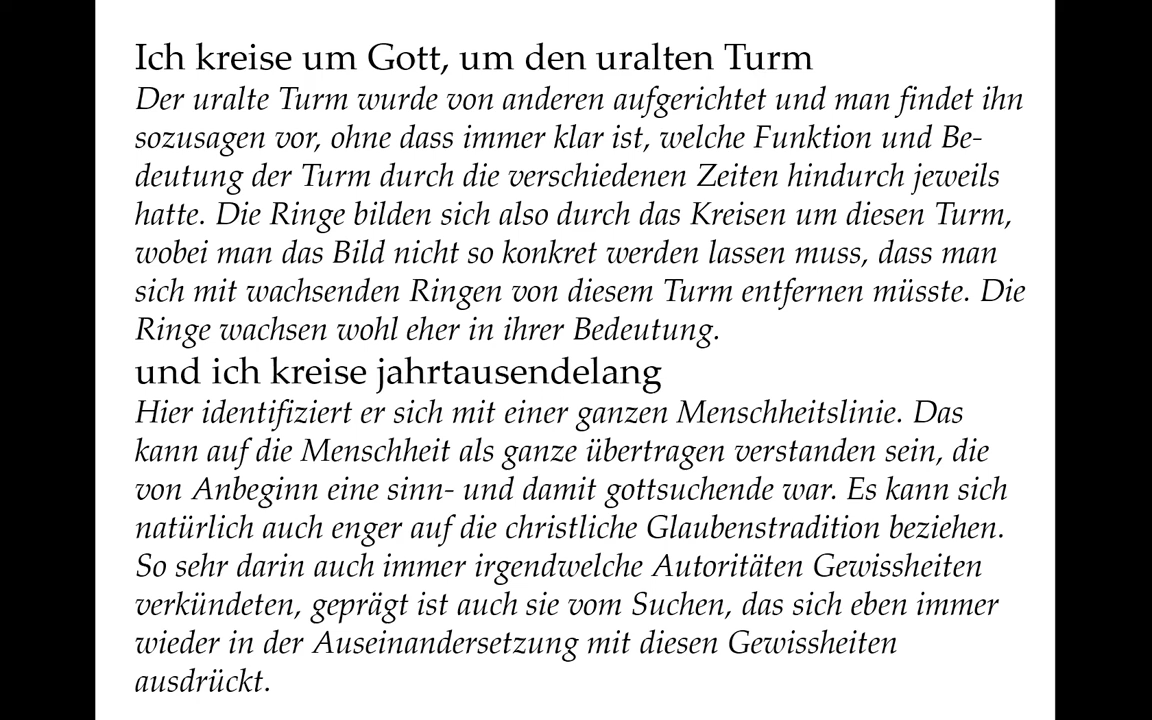 Ich kreise um Gott, um den uralten Turm
Der uralte Turm wurde von anderen aufgerichtet und man findet ihn
sozusagen vor, ohne dass immer klar ist, welche Funktion und Be-
deutung der Turm durch die verschiedenen Zeiten hindurch jeweils
hatte. Die Ringe bilden sich also durch das Kreisen um diesen Turm,
wobei man das Bild nicht so konkret werden lassen muss, dass man
sich mit wachsenden Ringen von diesem Turm entfernen müsste. Die
Ringe wachsen wohl eher in ihrer Bedeutung.
und ich kreise jahrtausendelang
Hier identifiziert er sich mit einer ganzen Menschheitslinie. Das
kann auf die Menschheit als ganze übertragen verstanden sein, die
von Anbeginn eine sinn- und damit gottsuchende war. Es kann sich
natürlich auch enger auf die christliche Glaubenstradition beziehen.
So sehr darin auch immer irgendwelche Autoritäten Gewissheiten
verkündeten, geprägt ist auch sie vom Suchen, das sich eben immer
wieder in der Auseinandersetzung mit diesen Gewissheiten
ausdrückt.